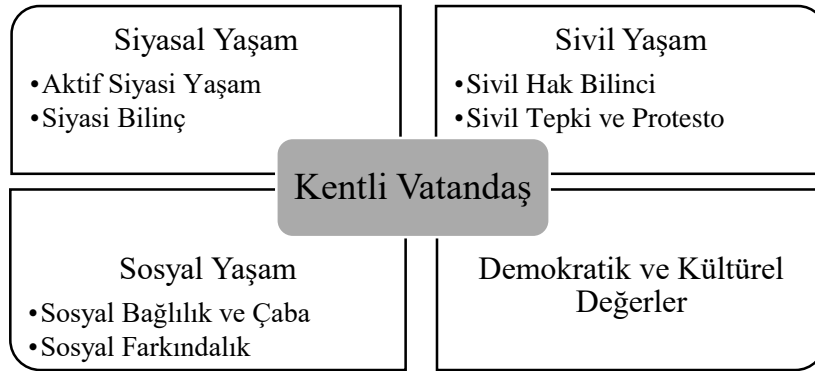 Siyasal Yaşam
•Aktif Siyasi Yaşam
•Siyasi Bilinç
Sivil Yaşam
•Sivil Hak Bilinci
•Sivil Tepki ve Protesto
Kentli Vatandaş
Sosyal Yaşam
•Sosyal Bağlılık ve Çaba
•Sosyal Farkındalık
Demokratik ve Kültürel
Değerler